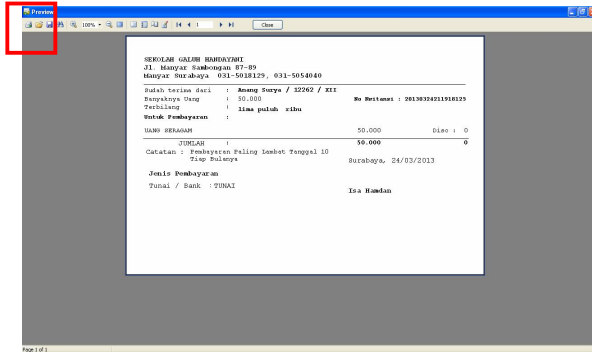 Preview
100%
1
Close
SEKOLAH GALUH HANDAYANI
Jl. Manyar Sambongan 87-89
Manyar Surabaya 031-5018129, 031-5054040
Sudah terima dari : Anang Surya / 12262 / XII
Banyaknya Uang : 50.000 No Kwitansi : 20130324211918125
Terbilang : lima puluh ribu
Untuk Pembayaran :
UANG SERAGAM 50.000 Disc : 0
JUMLAH : 50.000 0
Catatan : Pembayaran Paling Lambat Tanggal 10
Tiap Bulanya
Surabaya, 24/03/2013
Jenis Pembayaran
Tunai / Bank : TUNAI
Isa Hamdan
Page 1 of 1